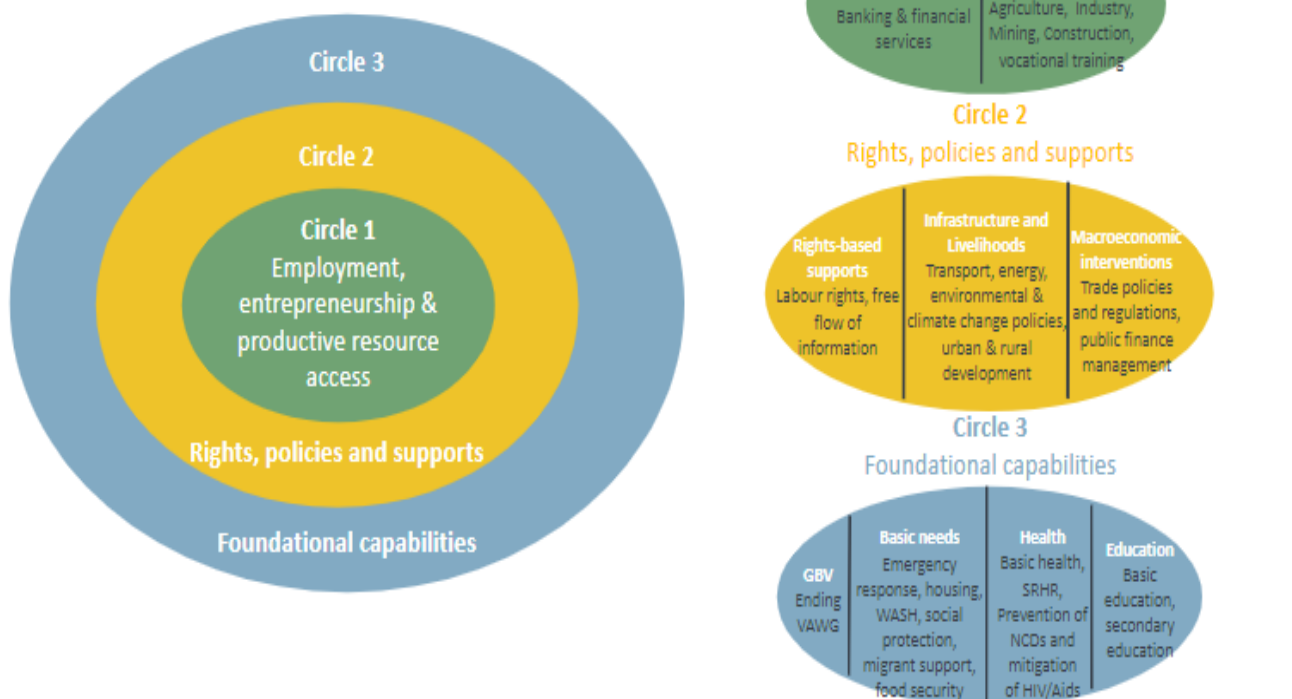 Circle 3
Circle 2
Circle 1
Employment,
entrepreneurship &
productive resource
access
Rights, policies and supports
Foundational capabilities
Banking & financial
services
Agriculture, Industry,
Mining, Construction,
vocational training
Circle 2
Rights, policies and supports
Rights-based
supports
Labour rights, free
flow of
information
Infrastructure and
Livelihoods
Transport, energy,
environmental &
climate change policies,
urban & rural
development
Macroeconomic
interventions
Trade policies
and regulations,
public finance
management
Circle 3
Foundational capabilities
GBV
Ending
VAWG
Basic needs
Emergency
response, housing,
WASH, social
protection,
migrant support,
food security
Health
Basic health,
SRHR,
Prevention of
NCDs and
mitigation
of HIV/Aids
Education
Basic
education,
secondary
education